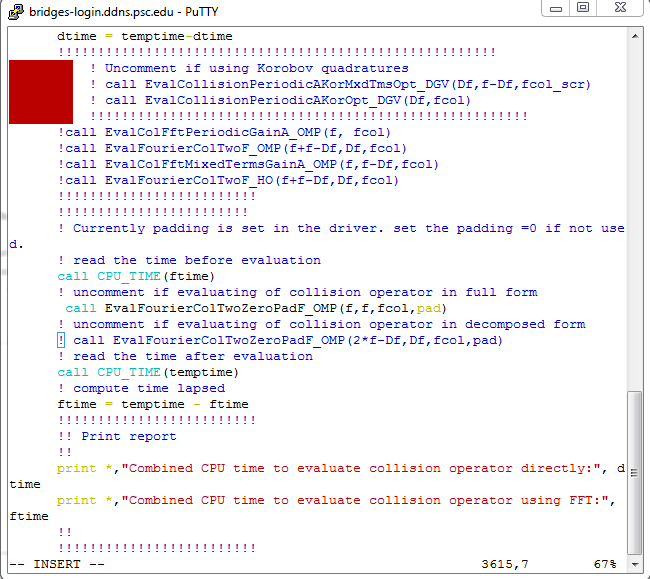 bridges-login.ddns.psc.edu - PuTTY
dtime = temptime-dtime
!!!!!!!!!!!!!!!!!!!!!!!!!!!!!!!!!!!!!!!!!!!!!!!!!!!!!!!
! Uncomment if using Korobov quadratures
! call EvalCollisionPeriodicAKorMxdTmsOpt_DGV(Df,f-Df,fcol_scr)
! call EvalCollisionPeriodicAKorOpt_DGV(Df,fcol)
!!!!!!!!!!!!!!!!!!!!!!!!!!!!!!!!!!!!!!!!!!!!!!!!!!!!!!!
!call EvalColFftPeriodicGainA_OMP(f, fcol)
!call EvalFourierColTwoF_OMP(f+f-Df,Df,fcol)
!call EvalColFftMixedTermsGainA_OMP(f,f-Df,fcol)
!call EvalFourierColTwoF_HO(f+f-Df,Df,fcol)
!!!!!!!!!!!!!!!!!!!!!!!!!
!!!!!!!!!!!!!!!!!!!!!!!!
! Currently padding is set in the driver. set the padding =0 if not use
d.
! read the time before evaluation
call CPU_TIME(ftime)
! uncomment if evaluating of collision operator in full form
call EvalFourierColTwoZeroPadF_OMP(f,f,fcol,pad)
! uncomment if evaluating of collision operator in decomposed form
! call EvalFourierColTwoZeroPadF_OMP(2*f-Df,Df,fcol,pad)
! read the time after evaluation
call CPU_TIME(temptime)
! compute time lapsed
ftime = temptime - ftime
!!!!!!!!!!!!!!!!!!!!!!!!!
!! Print report
!!
print *,"Combined CPU time to evaluate collision operator directly:", d
time
print *,"Combined CPU time to evaluate collision operator using FFT:",
ftime
!!
!!!!!!!!!!!!!!!!!!!!!!!!!
-- INSERT -- 3615,7 67%